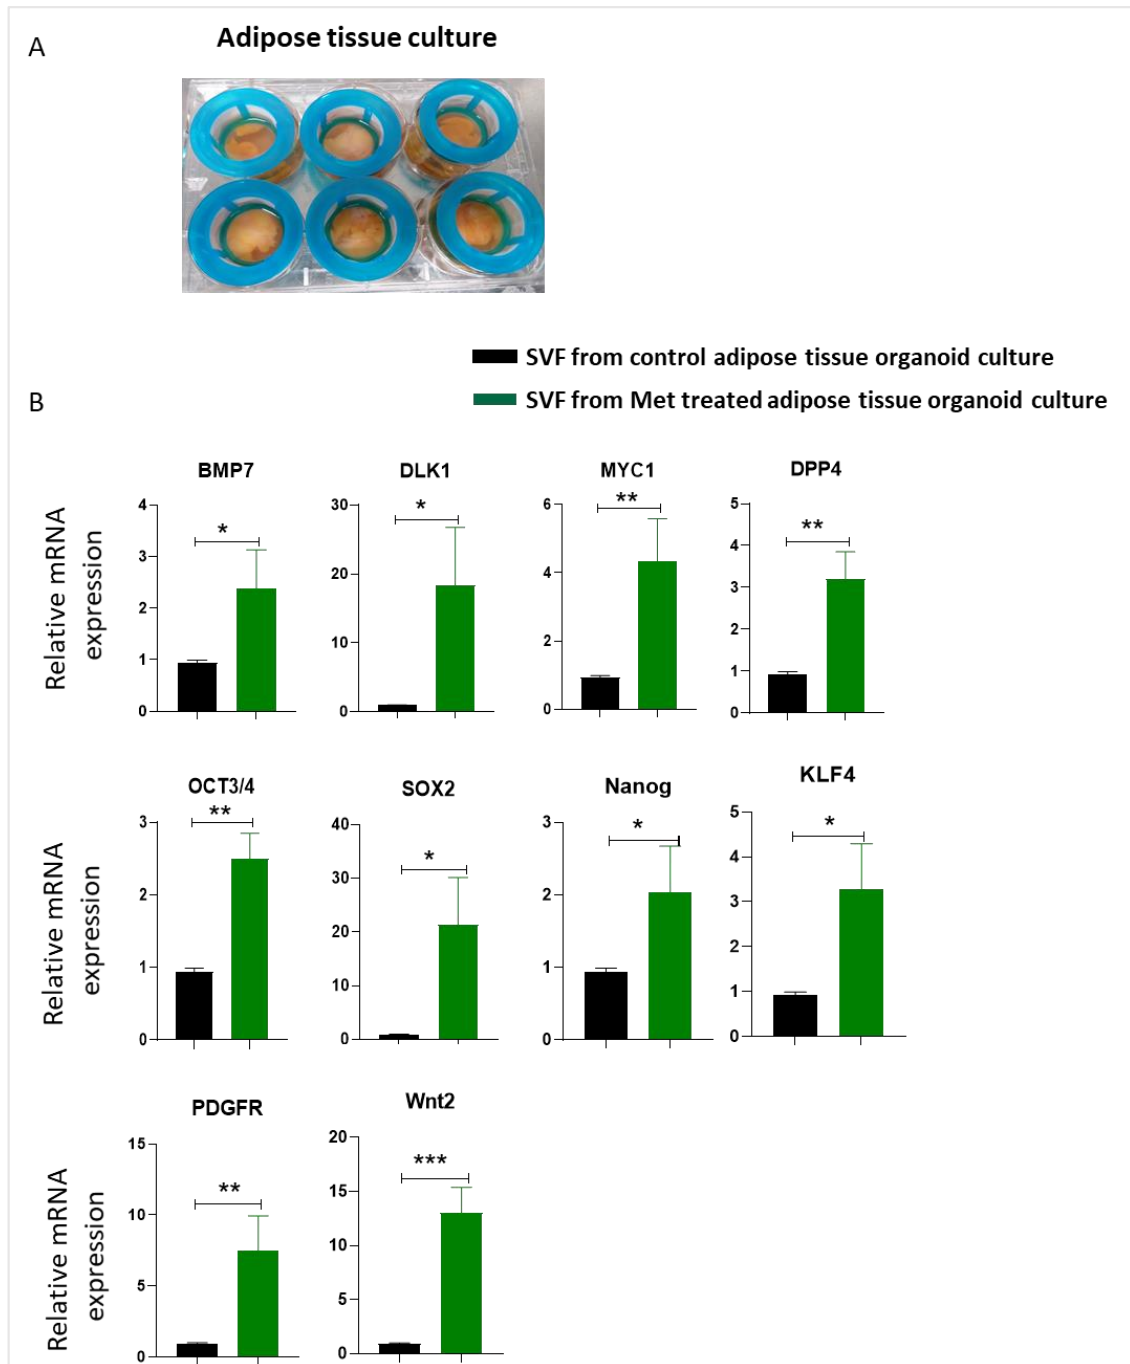 A
Adipose tissue culture
SVF from control adipose tissue organoid culture
SVF from Met treated adipose tissue organoid culture
B
Relative mRNA
expression
BMP7
4
3
2
1
0
*
DLK1
30
20
10
0
*
MYC1
6
4
2
0
**
DPP4
5
4
3
2
1
0
**
Relative mRNA
expression
OCT3/4
3
2
1
0
**
SOX2
40
30
20
10
0
*
Nanog
3
2
1
0
*
KLF4
5
4
3
2
1
0
*
Relative mRNA
expression
PDGFR
15
10
5
0
**
Wnt2
20
15
10
5
0
***